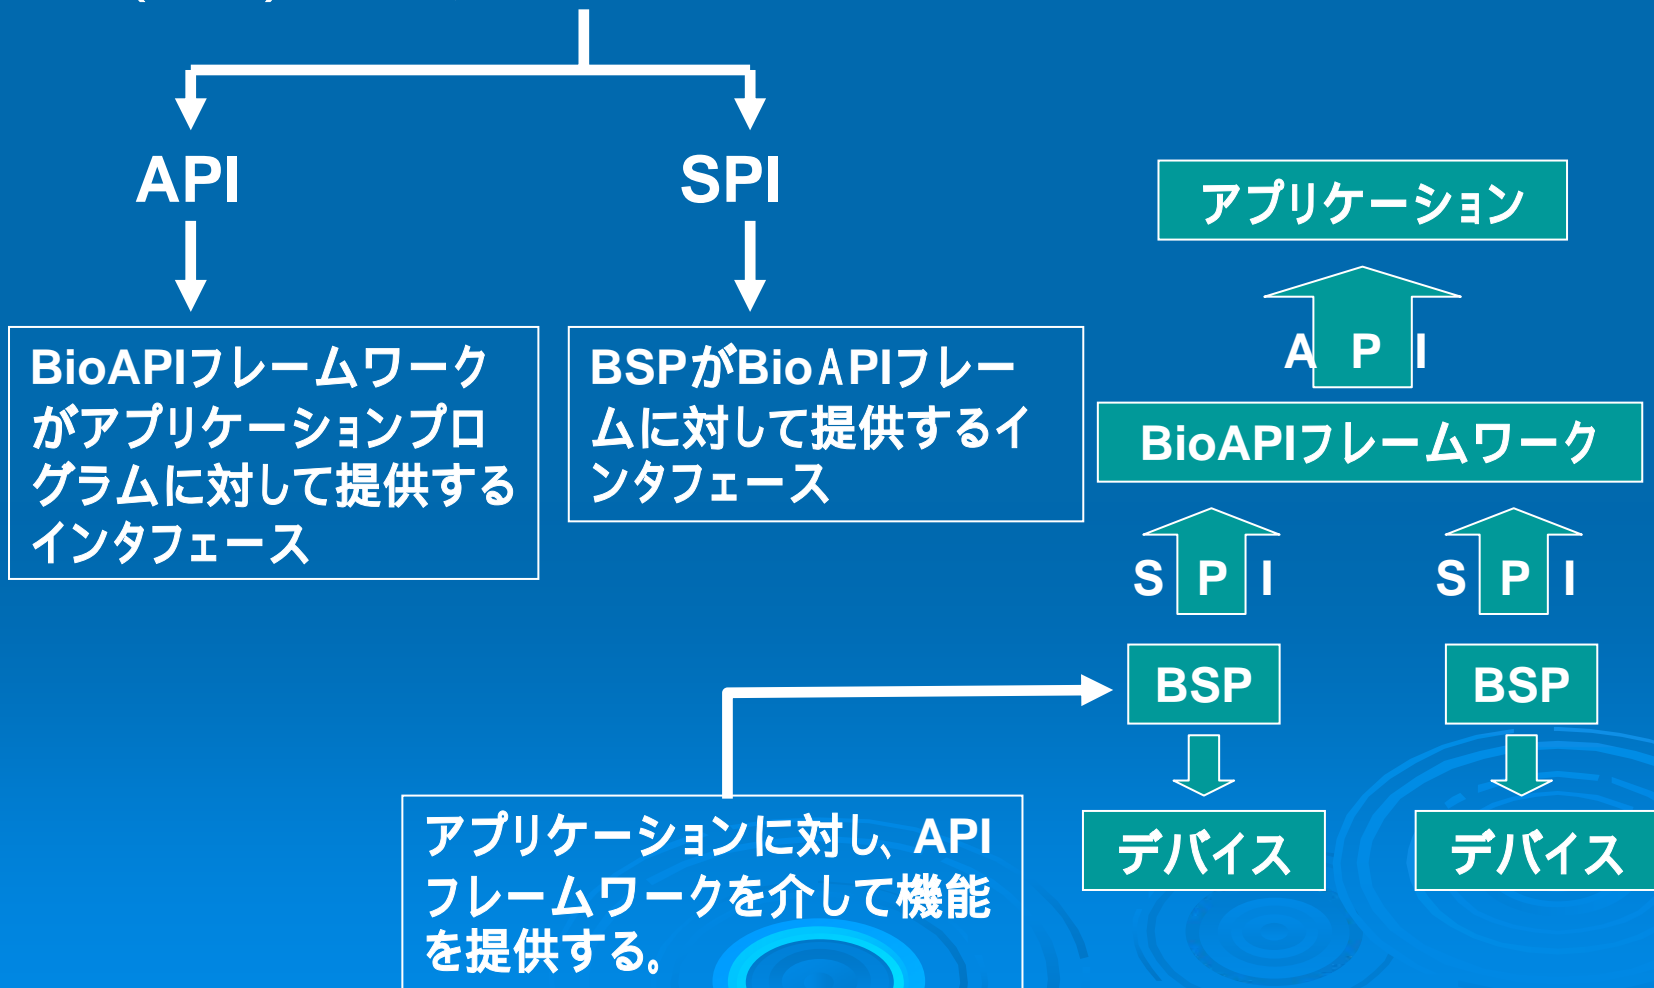 API
SPI
BioAPIフレームワーク
がアプリケーションプロ
グラムに対して提供する
インタフェース
BSPがBioAPIフレー
ムに対して提供するイ
ンタフェース
アプリケーション
A P I
BioAPIフレームワーク
S P I
S P I
BSP
BSP
デバイス
デバイス
アプリケーションに対し、API
フレームワークを介して機能
を提供する。